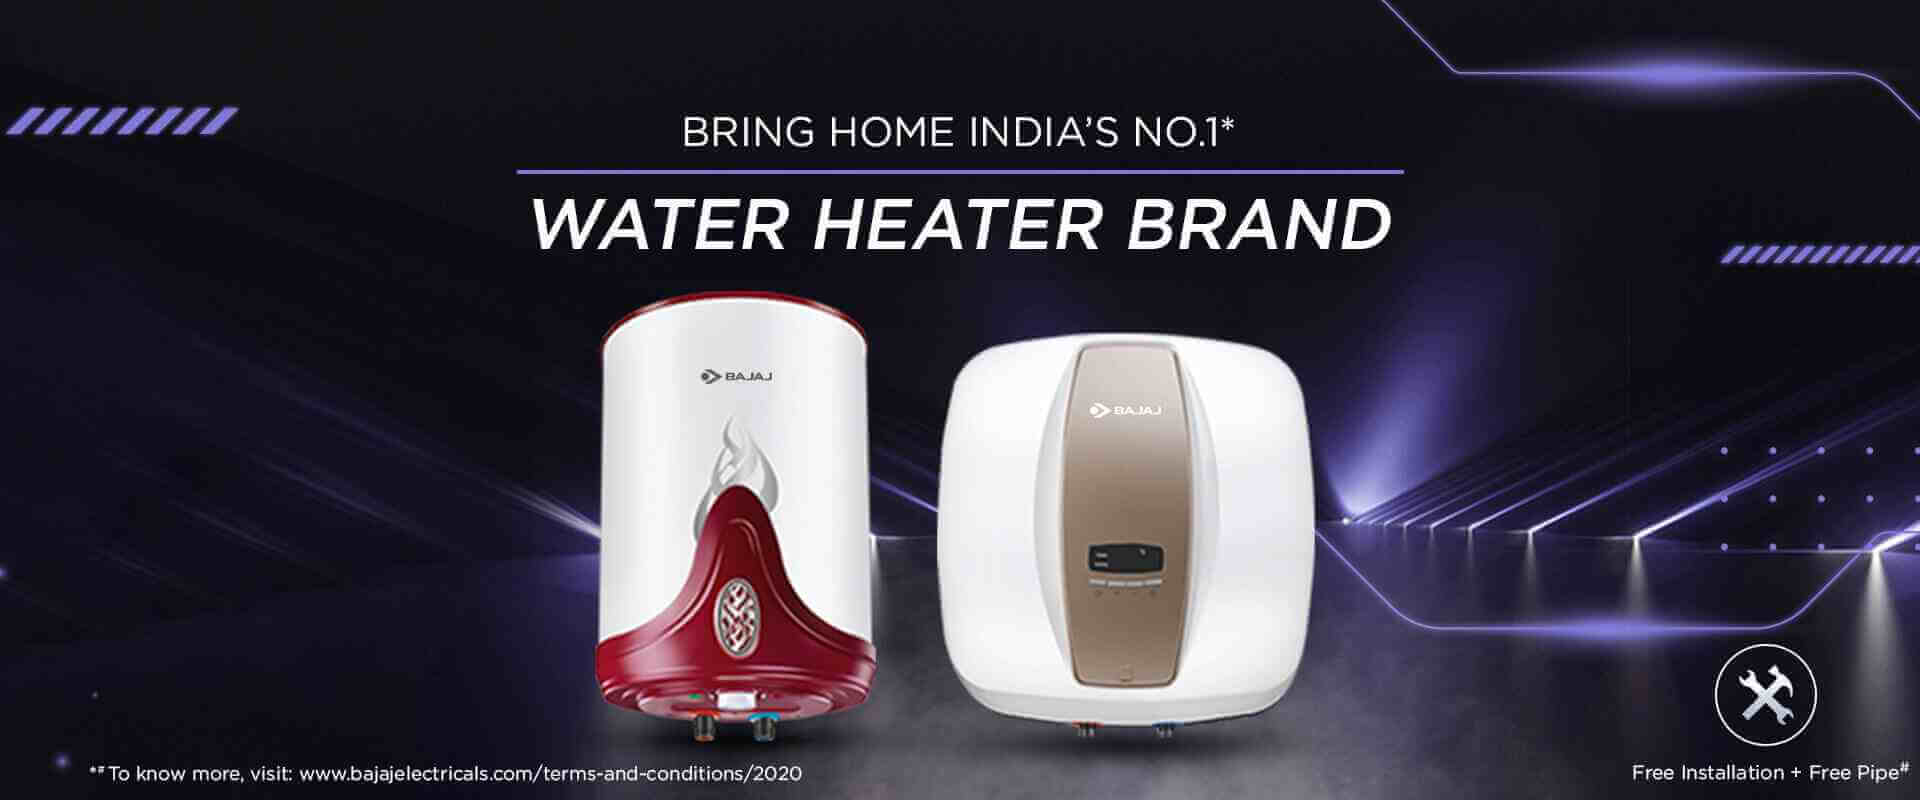 BRING HOME INDIA'S NO.1*
WATER HEATER BRAND
BAJAJ
BAJAJ
*#To know more, visit: www.bajajelectricals.com/terms-and-conditions/2020
Free Installation + Free Pipe#